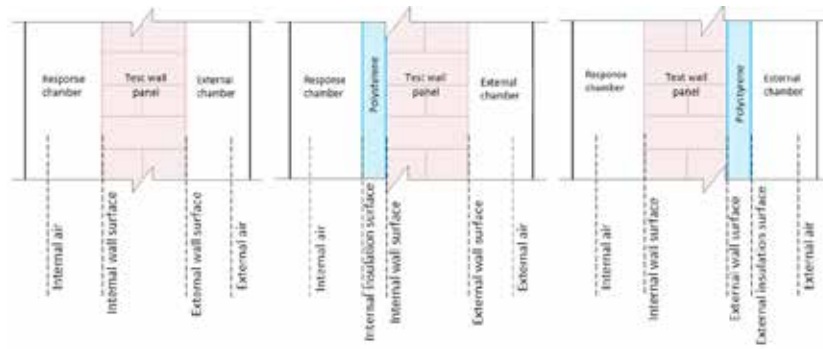 Response
chamber
Test wall
panel
External
chamber
Internal air
Internal wall surface
External wall surface
External air
Response
chamber
Polystyrene
Test wall
panel
External
chamber
Internal air
Internal insulation surface
Internal wall surface
External wall surface
External air
Response
chamber
Test wall
panel
Polystyrene
External
chamber
Internal air
Internal wall surface
External wall surface
External insulation surface
External air